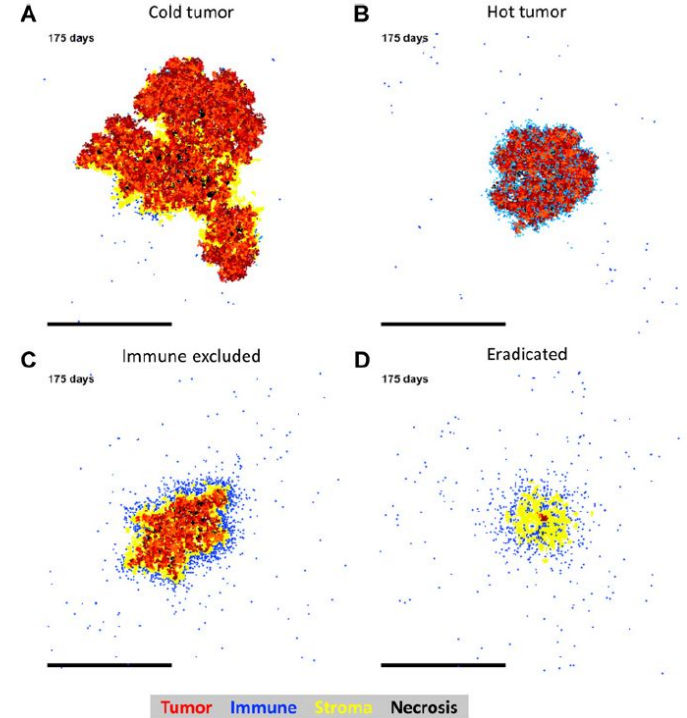 A
Cold tumor
175 days
B
Hot tumor
175 days
C
Immune excluded
175 days
D
Eradicated
175 days
Tumor Immune Stroma Necrosis